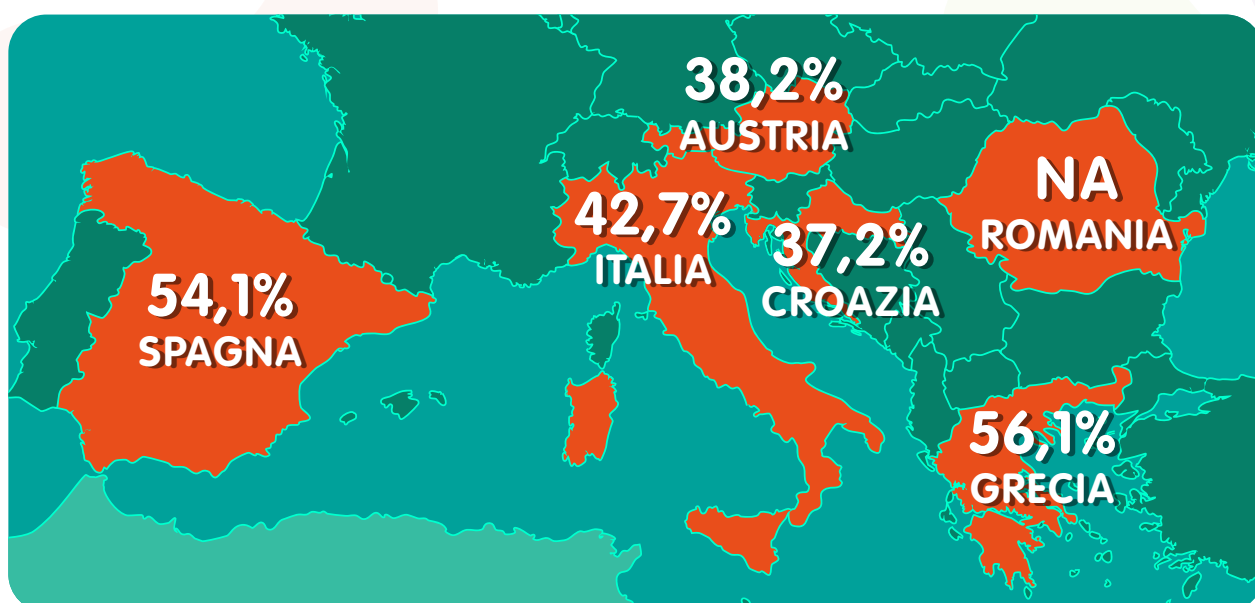 38,2%
AUSTRIA
NA
ROMANIA
42,7%
ITALIA
37,2%
CROAZIA
54,1%
SPAGNA
56,1%
GRECIA